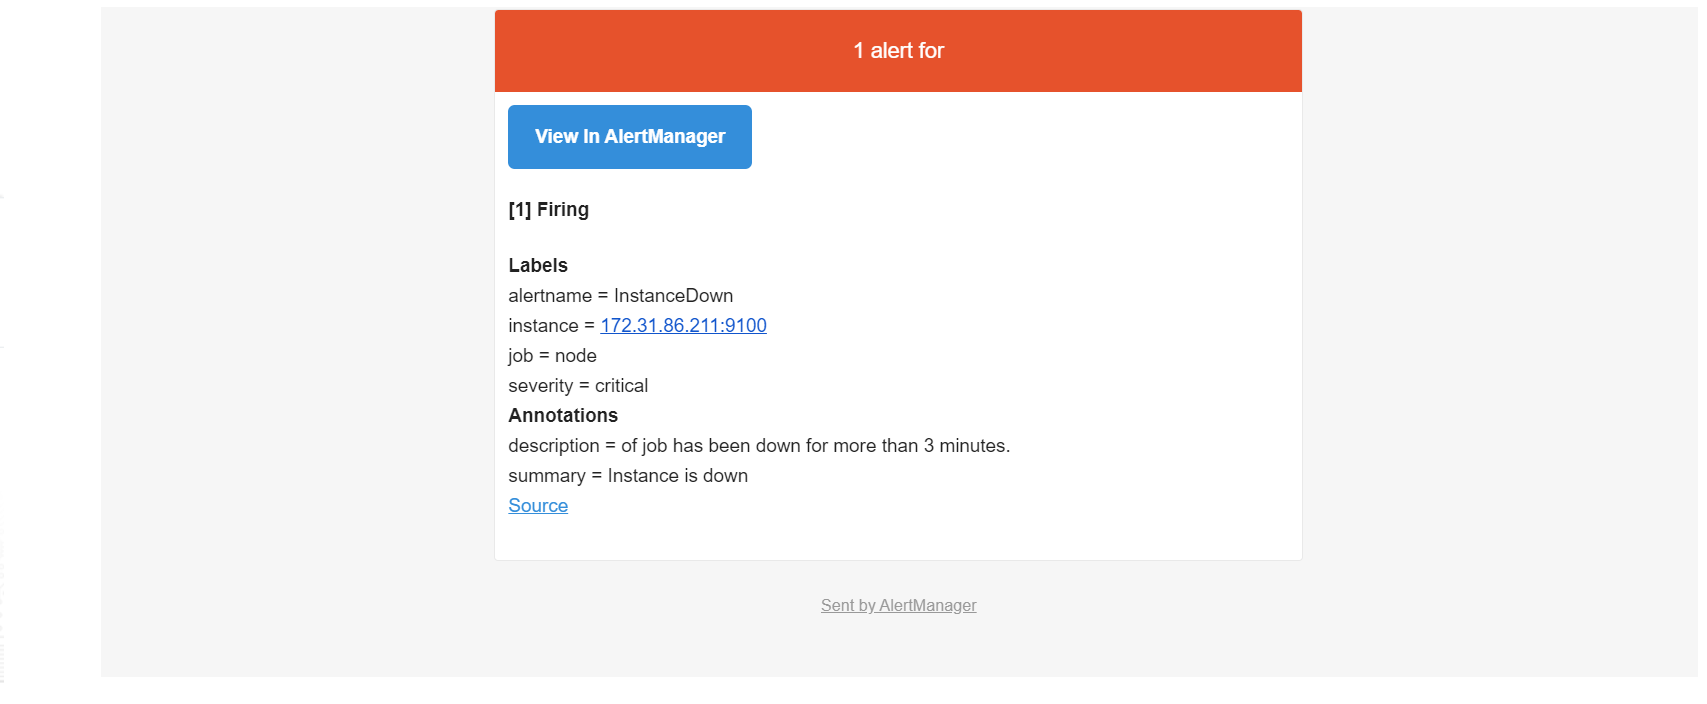 1 alert for
View In AlertManager
[1] Firing
Labels
alertname = InstanceDown
instance = 172.31.86.211:9100
job = node
severity = critical
Annotations
description = of job has been down for more than 3 minutes.
summary = Instance is down
Source
Sent by AlertManager